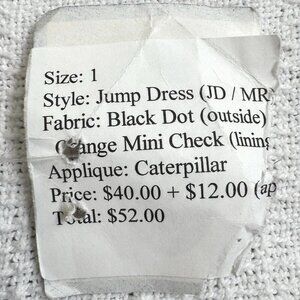 Size: 1
Style: Jump Dress (JD / MR
Fabric: Black Dot (outside)
Orange Mini Check (lining
Applique: Caterpillar
Price: $40.00 + $12.00 (ap
Total: $52.00